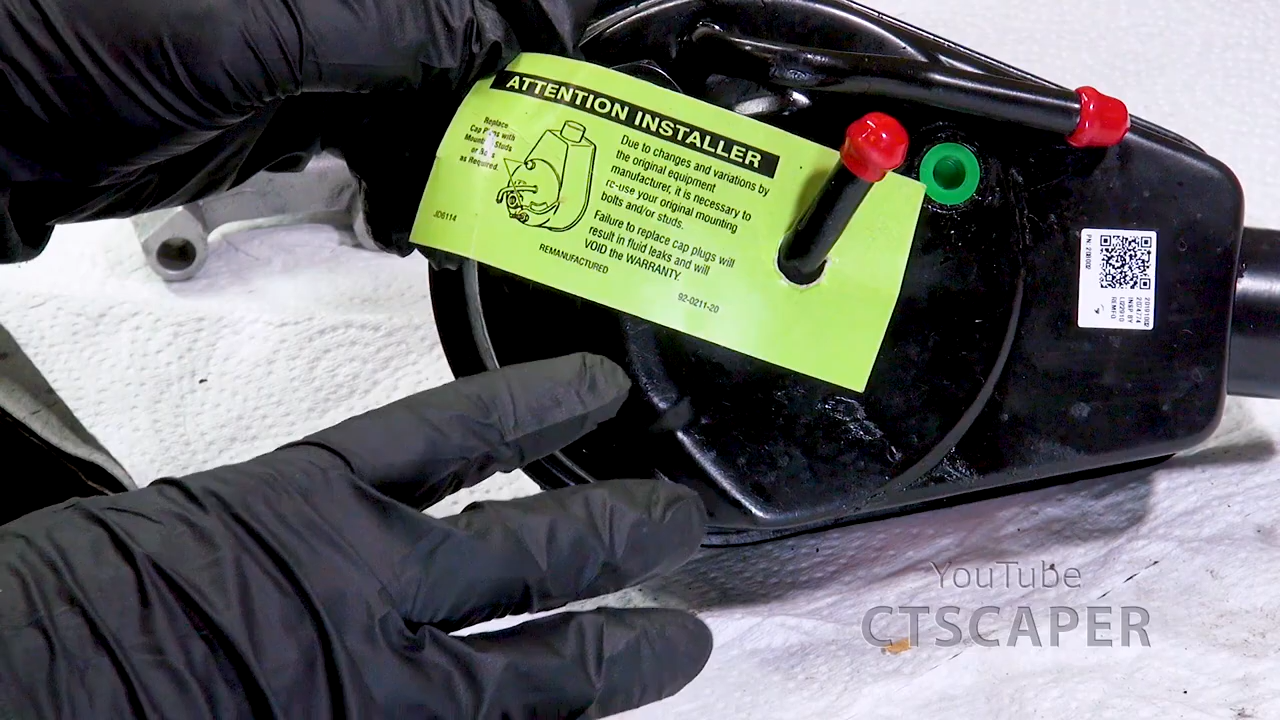 ATTENTION INSTALLER
Replace
Cap Plugs with
Mounting Studs
as Required.
JD6114
Due to changes and variations by
the original equipment
manufacturer, it is necessary to
re-use your original mounting
bolts and/or studs.
Failure to replace cap plugs will
result in fluid leaks and will
VOID the WARRANTY.
REMANUFACTURED
92-0211-20
INSP BY
YouTube
CTSCAPER